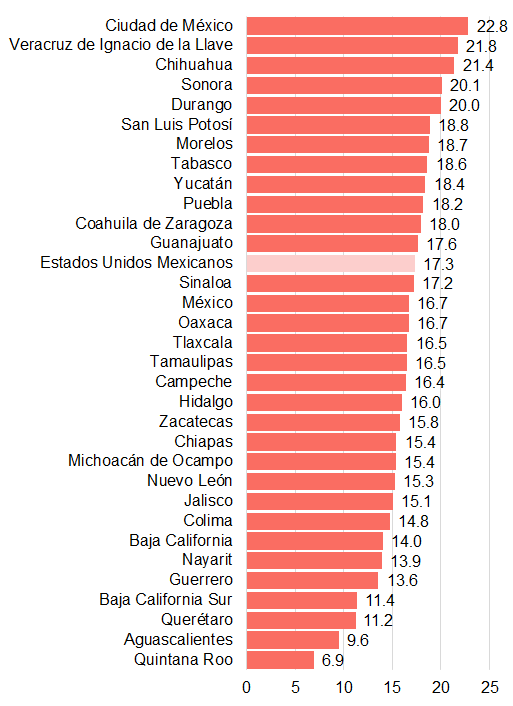 Ciudad de México 22.8
Veracruz de Ignacio de la Llave 21.8
Chihuahua 21.4
Sonora 20.1
Durango 20.0
San Luis Potosí 18.8
Morelos 18.7
Tabasco 18.6
Yucatán 18.4
Puebla 18.2
Coahuila de Zaragoza 18.0
Guanajuato 17.6
Estados Unidos Mexicanos 17.3
Sinaloa 17.2
México 16.7
Oaxaca 16.7
Tlaxcala 16.5
Tamaulipas 16.5
Campeche 16.4
Hidalgo 16.0
Zacatecas 15.8
Chiapas 15.4
Michoacán de Ocampo 15.4
Nuevo León 15.3
Jalisco 15.1
Colima 14.8
Baja California 14.0
Nayarit 13.9
Guerrero 13.6
Baja California Sur 11.4
Querétaro 11.2
Aguascalientes 9.6
Quintana Roo 6.9
0 5 10 15 20 25